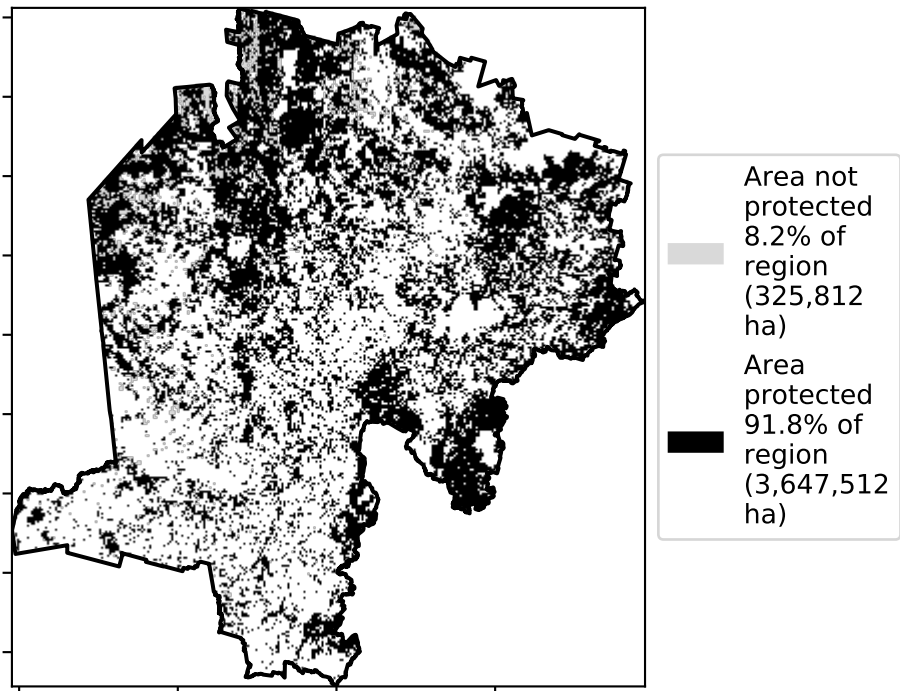 Area not
protected
8.2% of
region
(325,812
ha)
Area
protected
91.8% of
region
(3,647,512
ha)